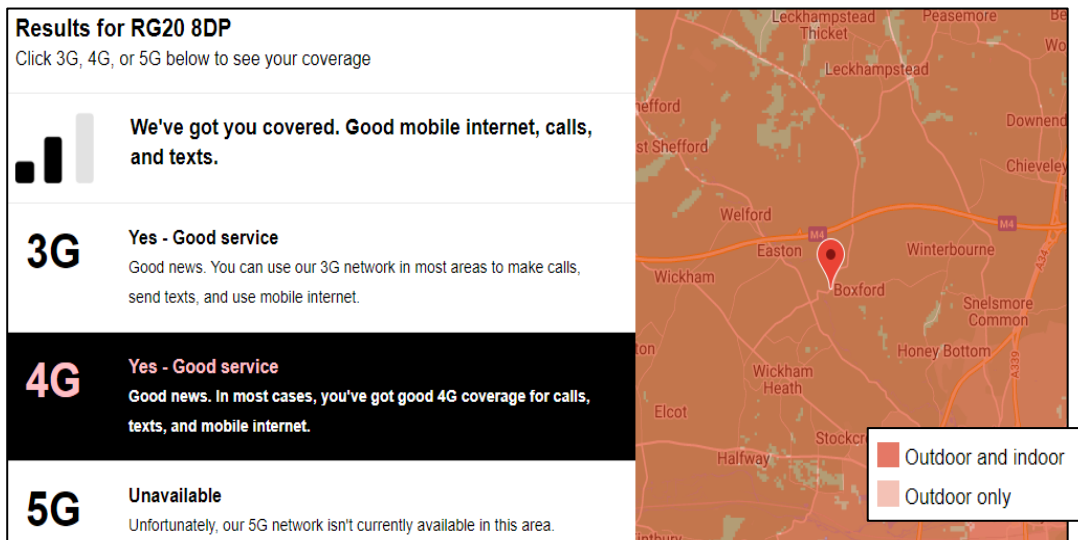 Results for RG20 8DP
Click 3G, 4G, or 5G below to see your coverage
We've got you covered. Good mobile internet, calls,
and texts.
3G
Yes - Good service
Good news. You can use our 3G network in most areas to make calls,
send texts, and use mobile internet.
4G
Yes - Good service
Good news. In most cases, you've got good 4G coverage for calls,
texts, and mobile internet.
5G
Unavailable
Unfortunately, our 5G network isn't currently available in this area.
Leckhampstead
Thicket
Peasemore
Leckhampstead
hefford
st Shefford
Downend
Chieveley
Welford
M4
M4
Easton
Winterbourne
A34
Wickham
Boxford
Snelsmore
Common
ton
Honey Bottom
A339
Wickham
Heath
Elcot
Stockcr
Halfway
ntbury
Outdoor and indoor
Outdoor only